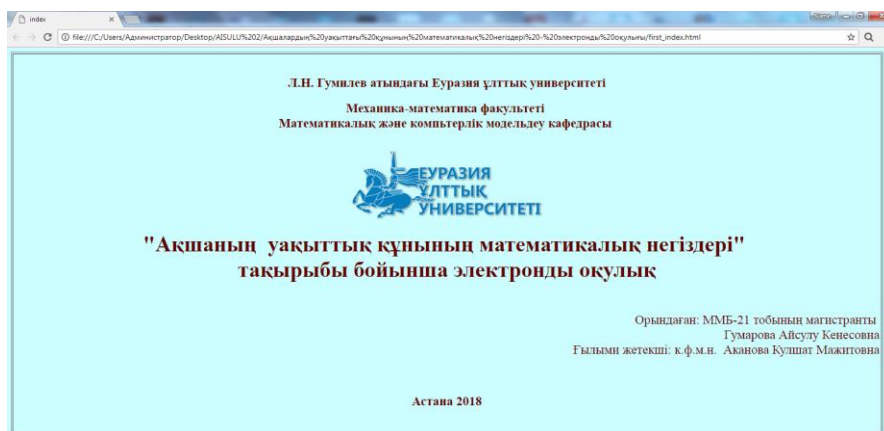 index
file:///C:/Users/Администратор/Desktop/AISULU%202/Ақшалардың%20уақыттағы%20құнының%20математикалық%20негіздері%20-%20электронды%20оқулығы/first_index.html
Л.Н. Гумилев атындағы Еуразия ұлттық университеті
Механика-математика факультеті
Математикалық және компьтерлік модельдеу кафедрасы
ЕУРАЗИЯ
ҰЛТТЫҚ
УНИВЕРСИТЕТІ
"Ақшаның уақыттық құнының математикалық негіздері"
тақырыбы бойынша электронды оқулық
Орындаған: ММБ-21 тобының магистранты
Гумарова Айсулу Кенесовна
Ғылыми жетекші: к.ф.м.н. Аканова Кулшат Мажитовна
Астана 2018